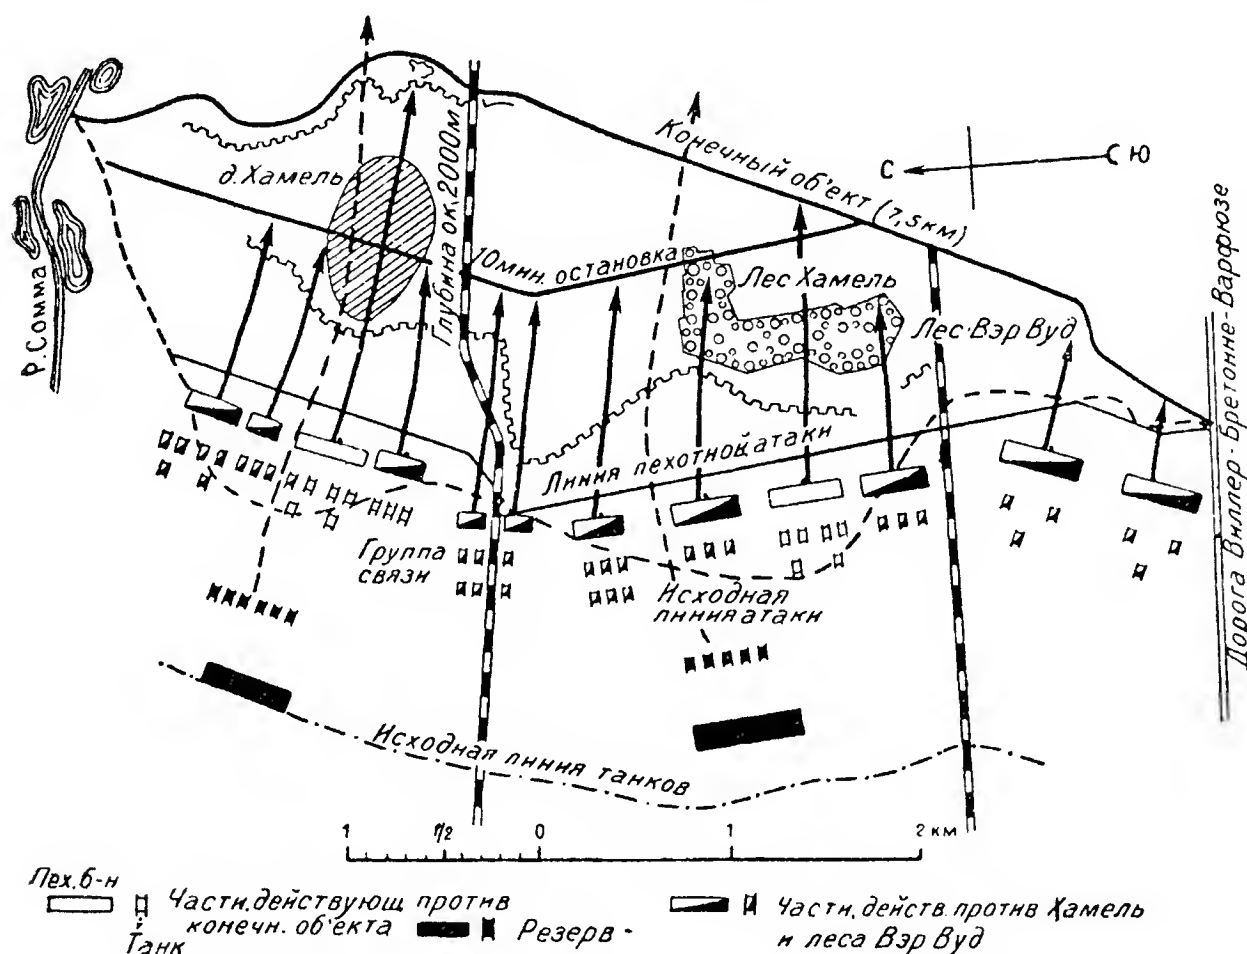 Р. Сомма
д. Хамель
Глубина ок. 2000м
Конечный об'ект (7,5 км)
С
С Ю
10 мин. остановка
Лес Хамель
Лес Вэр Вуд
Линия пехотной атаки
Группа
связи
Исходная
линия атаки
Исходная линия танков
Дорога Виллер-Бретонне-Варфюзе
1 1/2 0 1 2 км
Пех. б-н
Части, действующ. против
конечн. об'екта
Танк
Резерв -
Части, действ. против Хамель
и леса Вэр Вуд